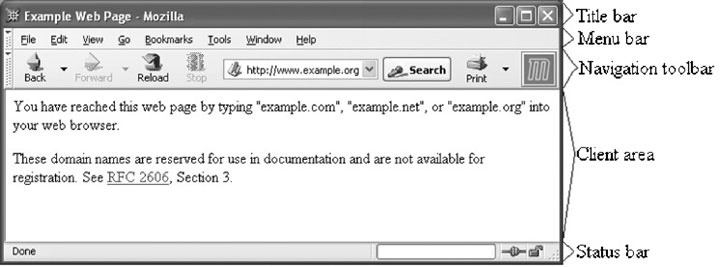 Example Web Page - Mozilla
Title bar
File Edit View Go Bookmarks Tools Window Help
Menu bar
Back Forward Reload Stop http://www.example.org Search Print
Navigation toolbar
You have reached this web page by typing "example.com", "example.net", or "example.org" into
your web browser.
These domain names are reserved for use in documentation and are not available for
registration. See RFC 2606, Section 3.
Client area
Done
Status bar